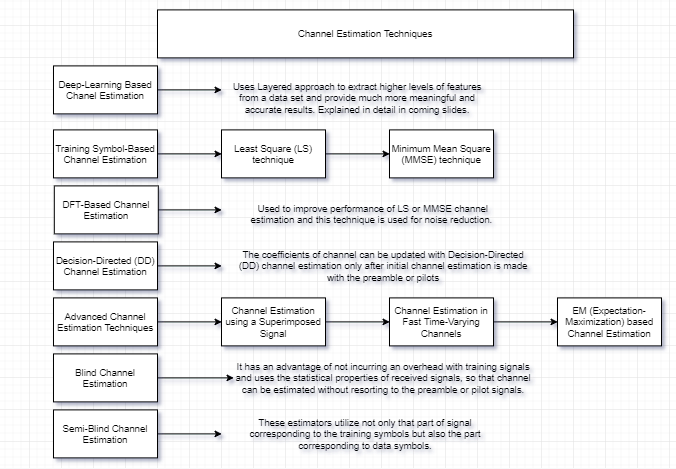 Channel Estimation Techniques
Deep-Learning Based
Chanel Estimation
Uses Layered approach to extract higher levels of features
from a data set and provide much more meaningful and
accurate results. Explained in detail in coming slides.
Training Symbol-Based
Channel Estimation
Least Square (LS)
technique
Minimum Mean Square
(MMSE) technique
DFT-Based Channel
Estimation
Used to improve performance of LS or MMSE channel
estimation and this technique is used for noise reduction.
Decision-Directed (DD)
Channel Estimation
The coefficients of channel can be updated with Decision-Directed
(DD) channel estimation only after initial channel estimation is made
with the preamble or pilots
Advanced Channel
Estimation Techniques
Channel Estimation
using a Superimposed
Signal
Channel Estimation in
Fast Time-Varying
Channels
EM (Expectation-
Maximization) based
Channel Estimation
Blind Channel
Estimation
It has an advantage of not incurring an overhead with training signals
and uses the statistical properties of received signals, so that channel
can be estimated without resorting to the preamble or pilot signals.
Semi-Blind Channel
Estimation
These estimators utilize not only that part of signal
corresponding to the training symbols but also the part
corresponding to data symbols.